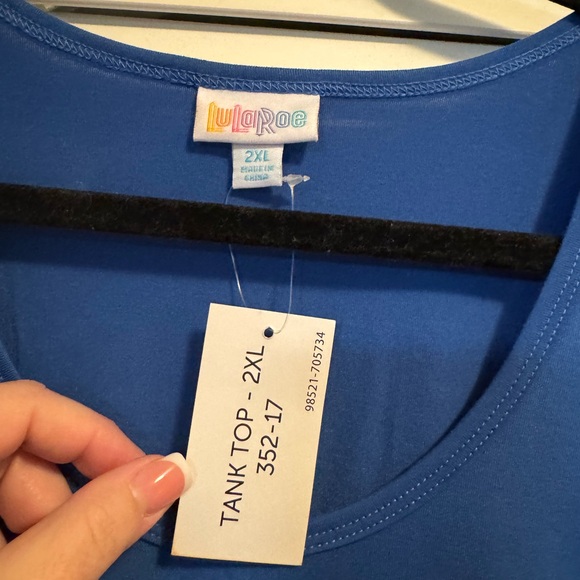 LuLaRoe
2XL
MADE IN
CHINA
TANK TOP - 2XL
352-17
98521-705734